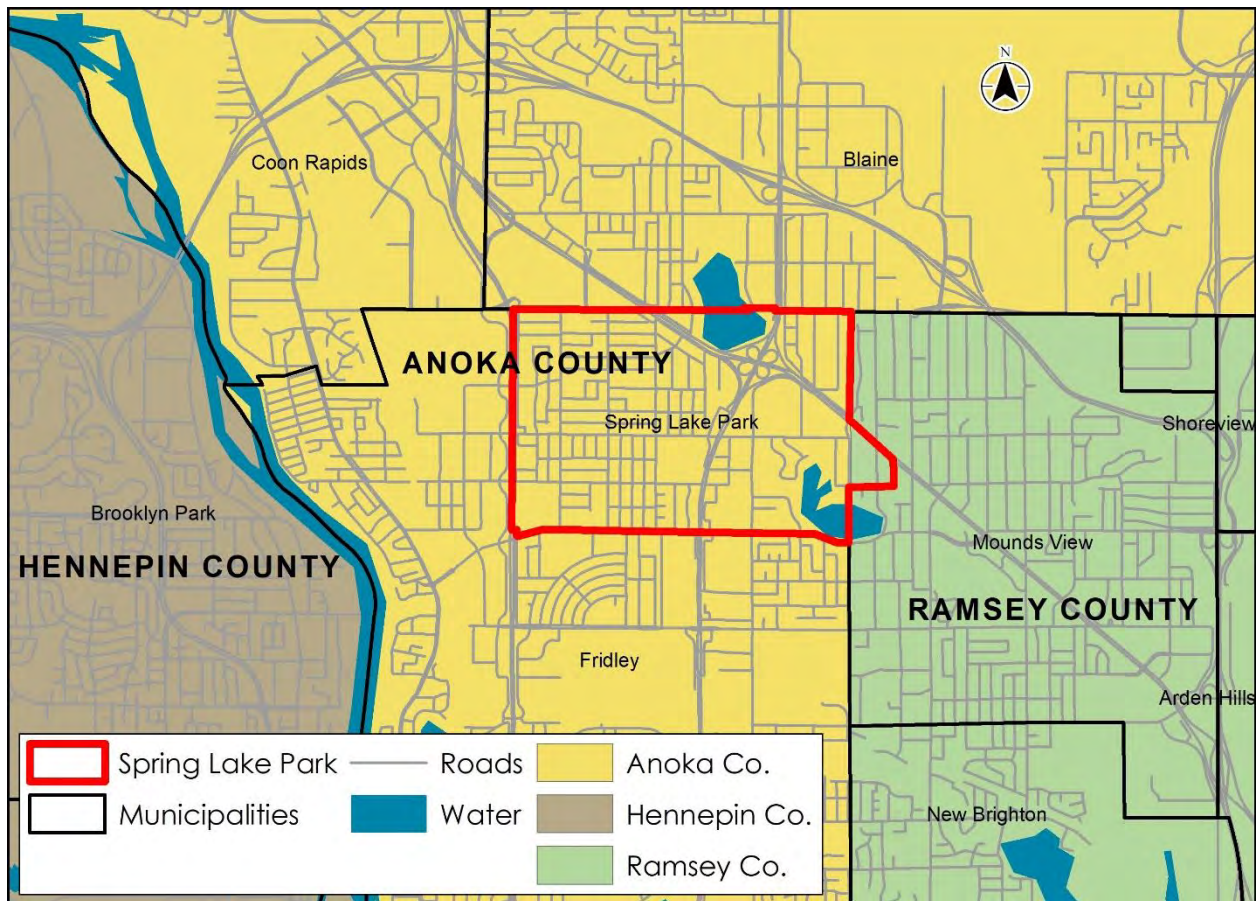 N
Coon Rapids
Blaine
ANOKA COUNTY
Spring Lake Park
Shoreview
Brooklyn Park
Mounds View
HENNEPIN COUNTY
RAMSEY COUNTY
Fridley
Arden Hills
New Brighton
Spring Lake Park
Roads
Anoka Co.
Municipalities
Water
Hennepin Co.
Ramsey Co.